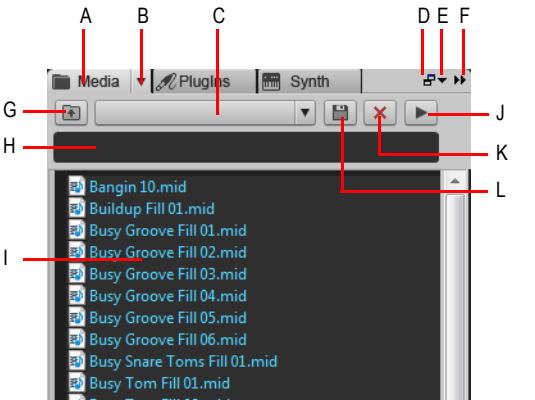 A B C D E F
Media PlugIns Synth
G
J
H
K
L
Bangin 10.mid
Buildup Fill 01.mid
Busy Groove Fill 01.mid
I
Busy Groove Fill 02.mid
Busy Groove Fill 03.mid
Busy Groove Fill 04.mid
Busy Groove Fill 05.mid
Busy Groove Fill 06.mid
Busy Snare Toms Fill 01.mid
Busy Tom Fill 01.mid